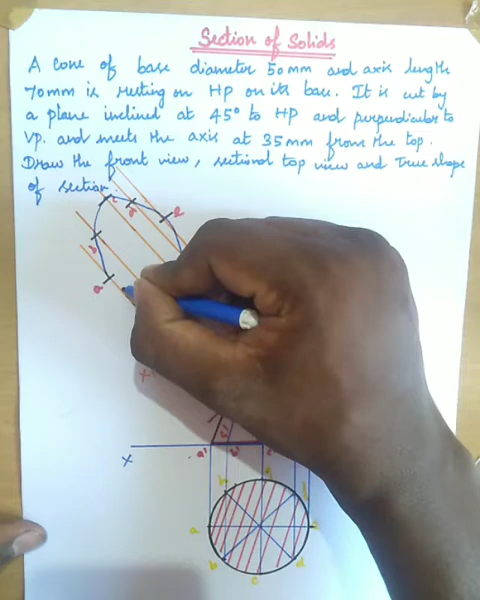 Section of Solids
A cone of base diameter 50mm and axis length
70mm is resting on HP on its base. It is cut by
a plane inclined at 45° to HP and perpendicular to
VP. and meets the axis at 35mm from the top.
Draw the front view, sectional top view and True shape
of section.
c d e
b
a
X
X a' b' c'
b
a
b d
c